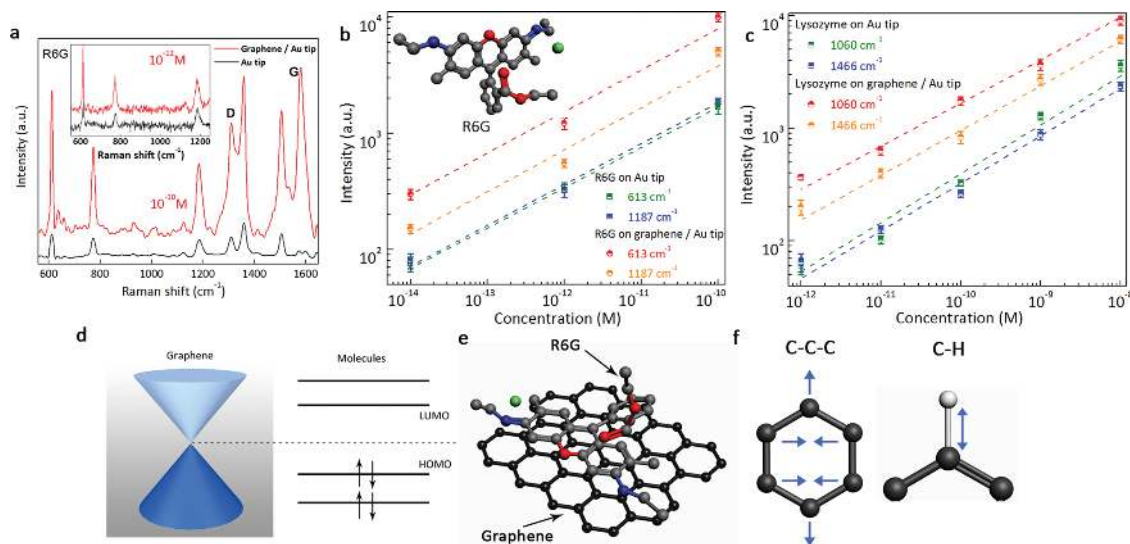 a
R6G
Graphene / Au tip
Au tip
10⁻¹²M
600 800 1000 1200
Raman shift (cm⁻¹)
D
G
10⁻¹⁰M
Intensity (a.u.)
600 800 1000 1200 1400 1600
Raman shift (cm⁻¹)
b
10⁴
10³
10²
Intensity (a.u.)
R6G
R6G on Au tip
613 cm⁻¹
1187 cm⁻¹
R6G on graphene / Au tip
613 cm⁻¹
1187 cm⁻¹
10⁻¹⁴ 10⁻¹³ 10⁻¹² 10⁻¹¹ 10⁻¹⁰
Concentration (M)
c
10⁴
10³
10²
Intensity (a.u.)
Lysozyme on Au tip
1060 cm⁻¹
1466 cm⁻¹
Lysozyme on graphene / Au tip
1060 cm⁻¹
1466 cm⁻¹
10⁻¹² 10⁻¹¹ 10⁻¹⁰ 10⁻⁹ 10⁻⁸
Concentration (M)
d
Graphene
Molecules
LUMO
HOMO
e
R6G
Graphene
f
C-C-C
C-H